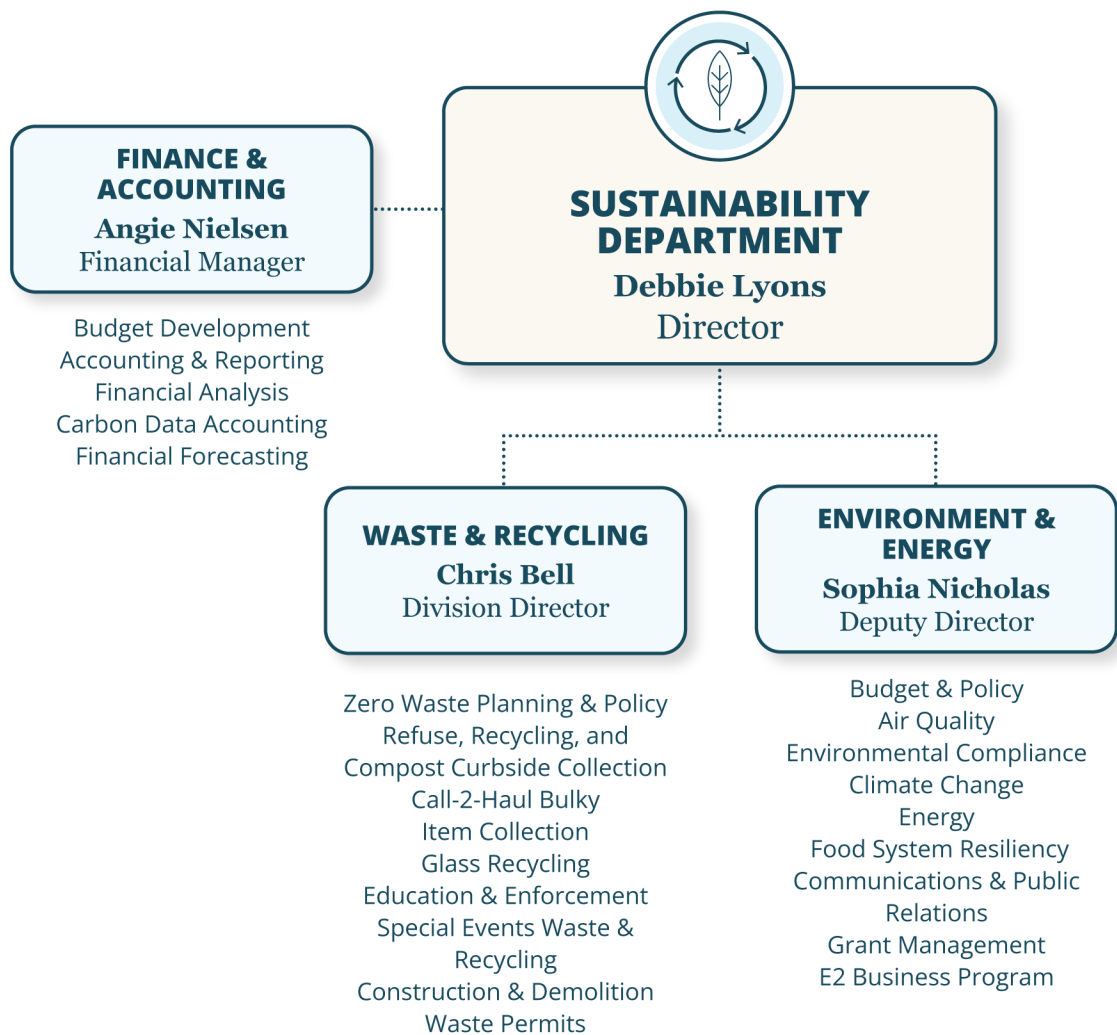 FINANCE &
ACCOUNTING
Angie Nielsen
Financial Manager
Budget Development
Accounting & Reporting
Financial Analysis
Carbon Data Accounting
Financial Forecasting
SUSTAINABILITY
DEPARTMENT
Debbie Lyons
Director
WASTE & RECYCLING
Chris Bell
Division Director
Zero Waste Planning & Policy
Refuse, Recycling, and
Compost Curbside Collection
Call-2-Haul Bulky
Item Collection
Glass Recycling
Education & Enforcement
Special Events Waste &
Recycling
Construction & Demolition
Waste Permits
ENVIRONMENT &
ENERGY
Sophia Nicholas
Deputy Director
Budget & Policy
Air Quality
Environmental Compliance
Climate Change
Energy
Food System Resiliency
Communications & Public
Relations
Grant Management
E2 Business Program